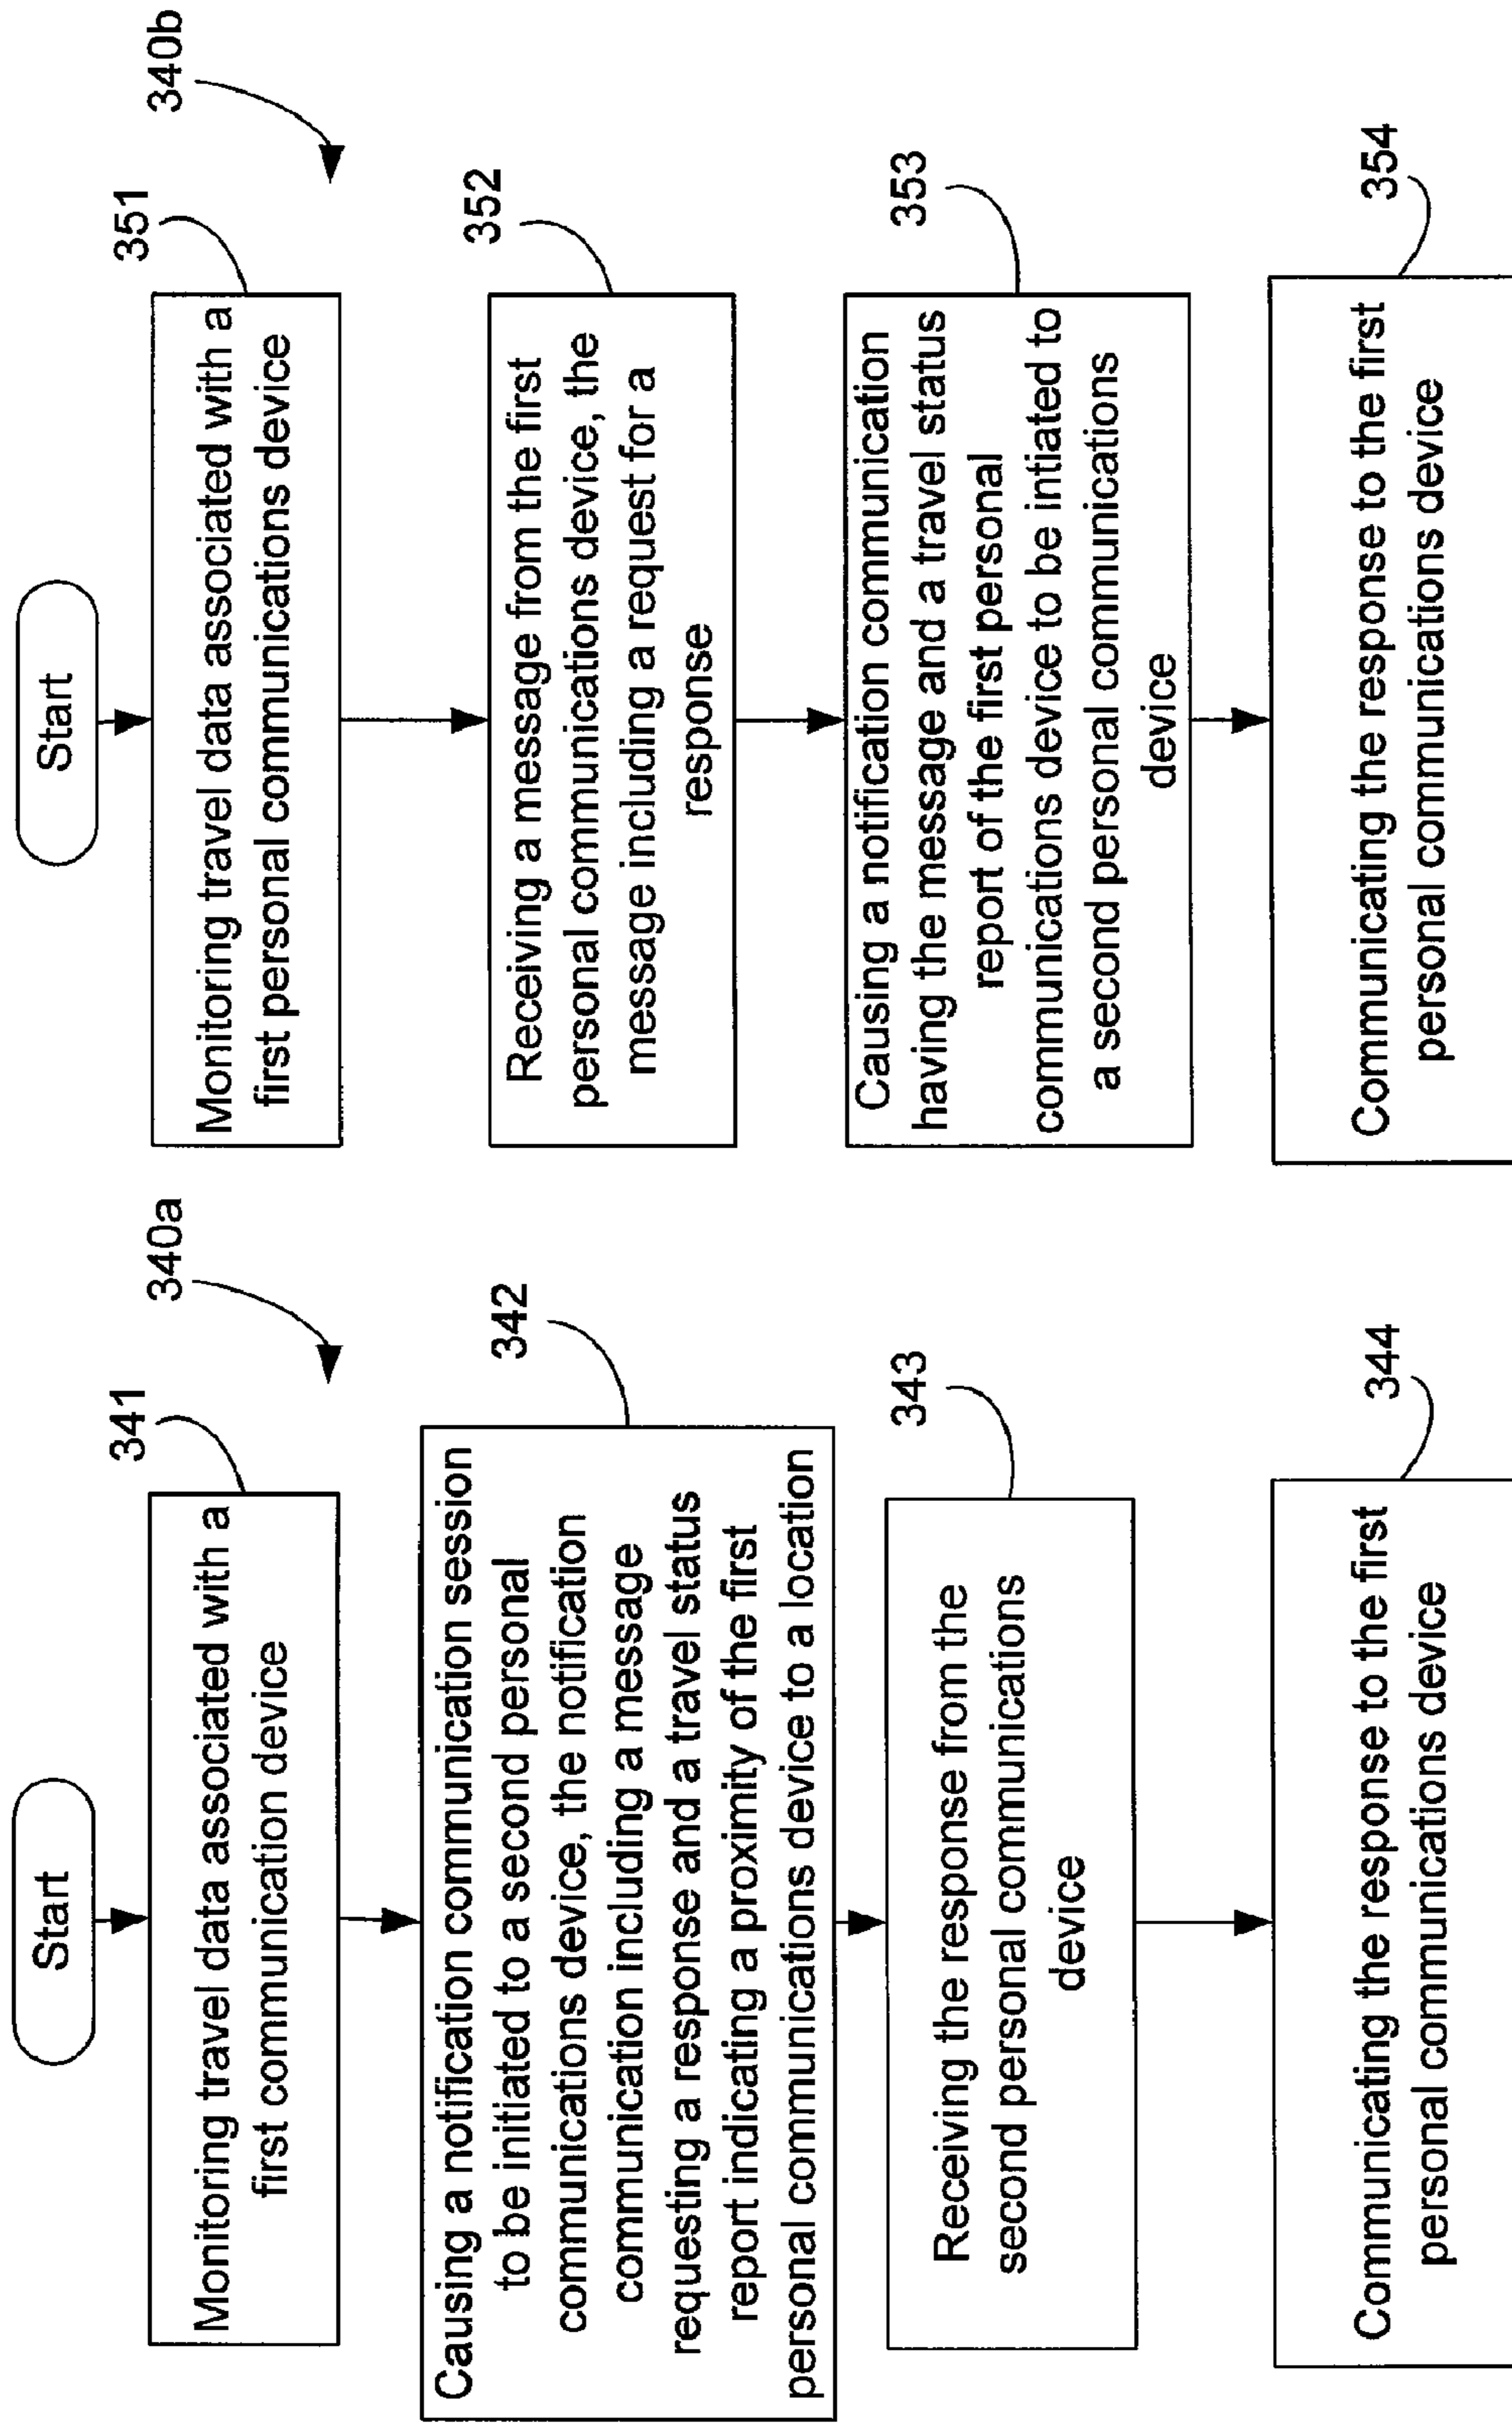 Start
340a
341
Monitoring travel data associated with a
first communication device
342
Causing a notification communication session
to be initiated to a second personal
communications device, the notification
communication including a message
requesting a response and a travel status
report indicating a proximity of the first
personal communications device to a location
343
Receiving the response from the
second personal communications
device
344
Communicating the response to the first
personal communications device
Start
340b
351
Monitoring travel data associated with a
first personal communications device
352
Receiving a message from the first
personal communications device, the
message including a request for a
response
353
Causing a notification communication
having the message and a travel status
report of the first personal
communications device to be intiated to
a second personal communications
device
354
Communicating the response to the first
personal communications device